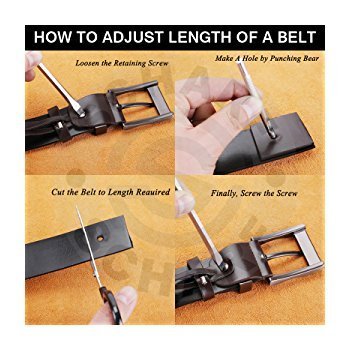 HOW TO ADJUST LENGTH OF A BELT
Loosen the Retaining Screw
Make A Hole by Punching Bear
Cut the Belt to Length Reauired
Finally, Screw the Screw